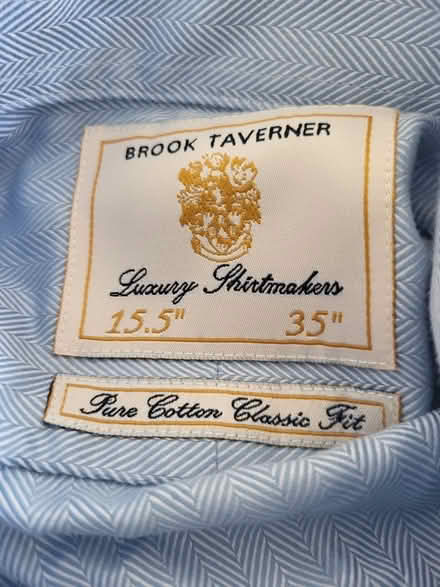 BROOK TAVERNER
Luxury Shirtmakers
15.5" 35"
Pure Cotton Classic Fit